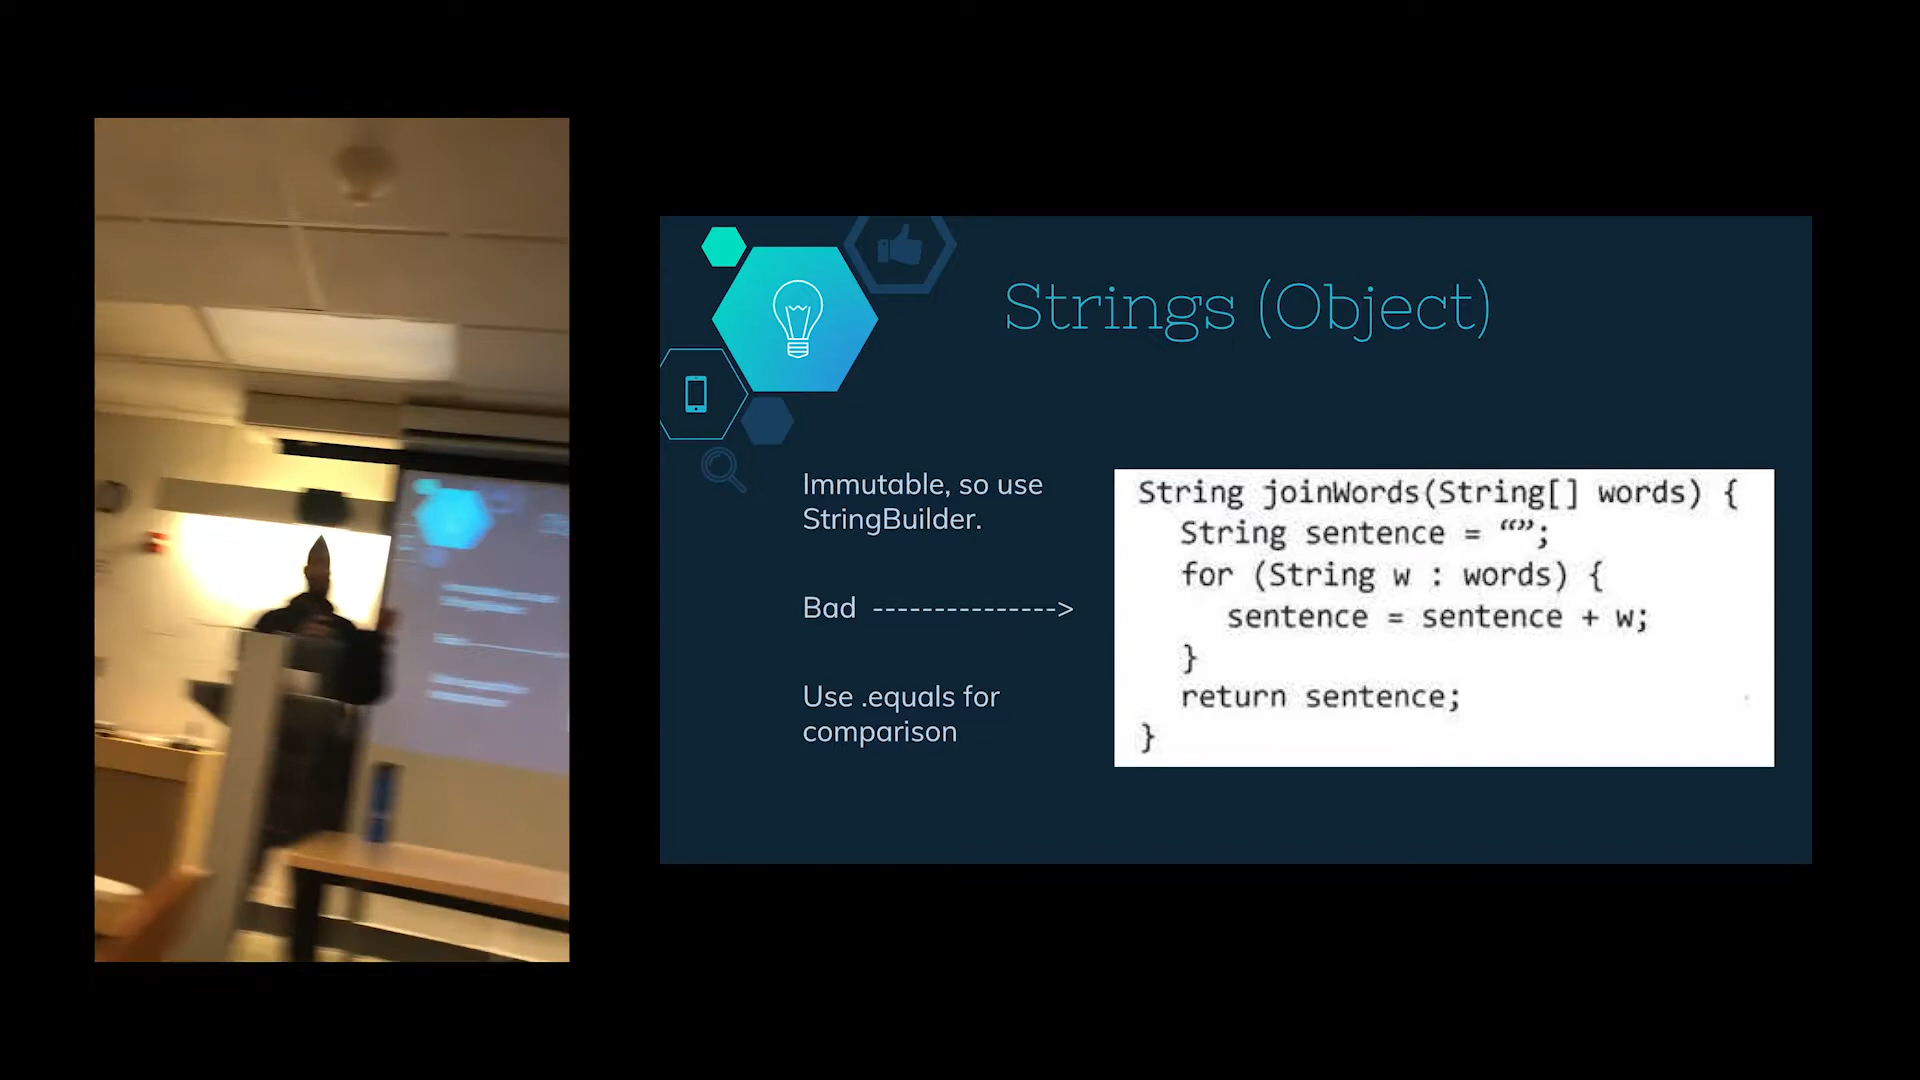 Strings (Object)
Immutable, so use
StringBuilder.
Bad --------------->
Use .equals for
comparison
String joinWords(String[] words) {
String sentence = “”;
for (String w : words) {
sentence = sentence + w;
}
return sentence;
}